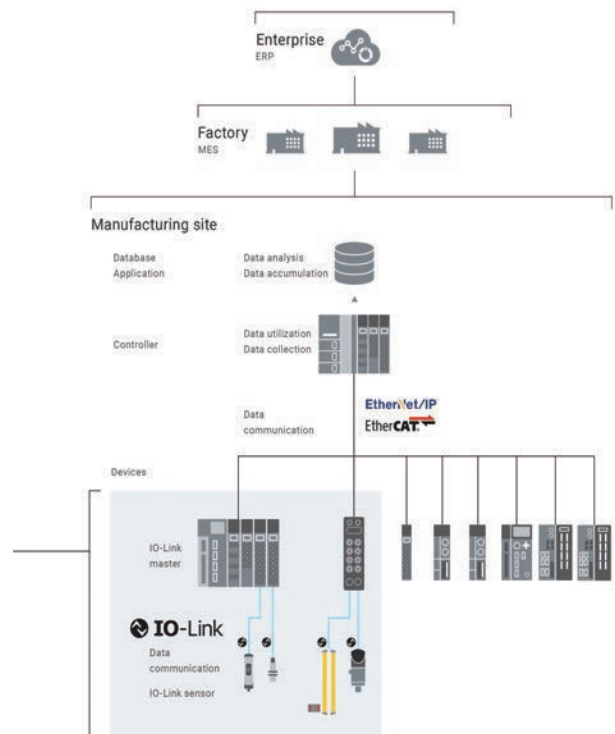 Enterprise
ERP
Factory
MES
Manufacturing site
Database
Application
Data analysis
Data accumulation
Controller
Data utilization
Data collection
Data
communication
EtherNet/IP
EtherCAT
Devices
IO-Link
master
IO-Link
Data
communication
IO-Link sensor